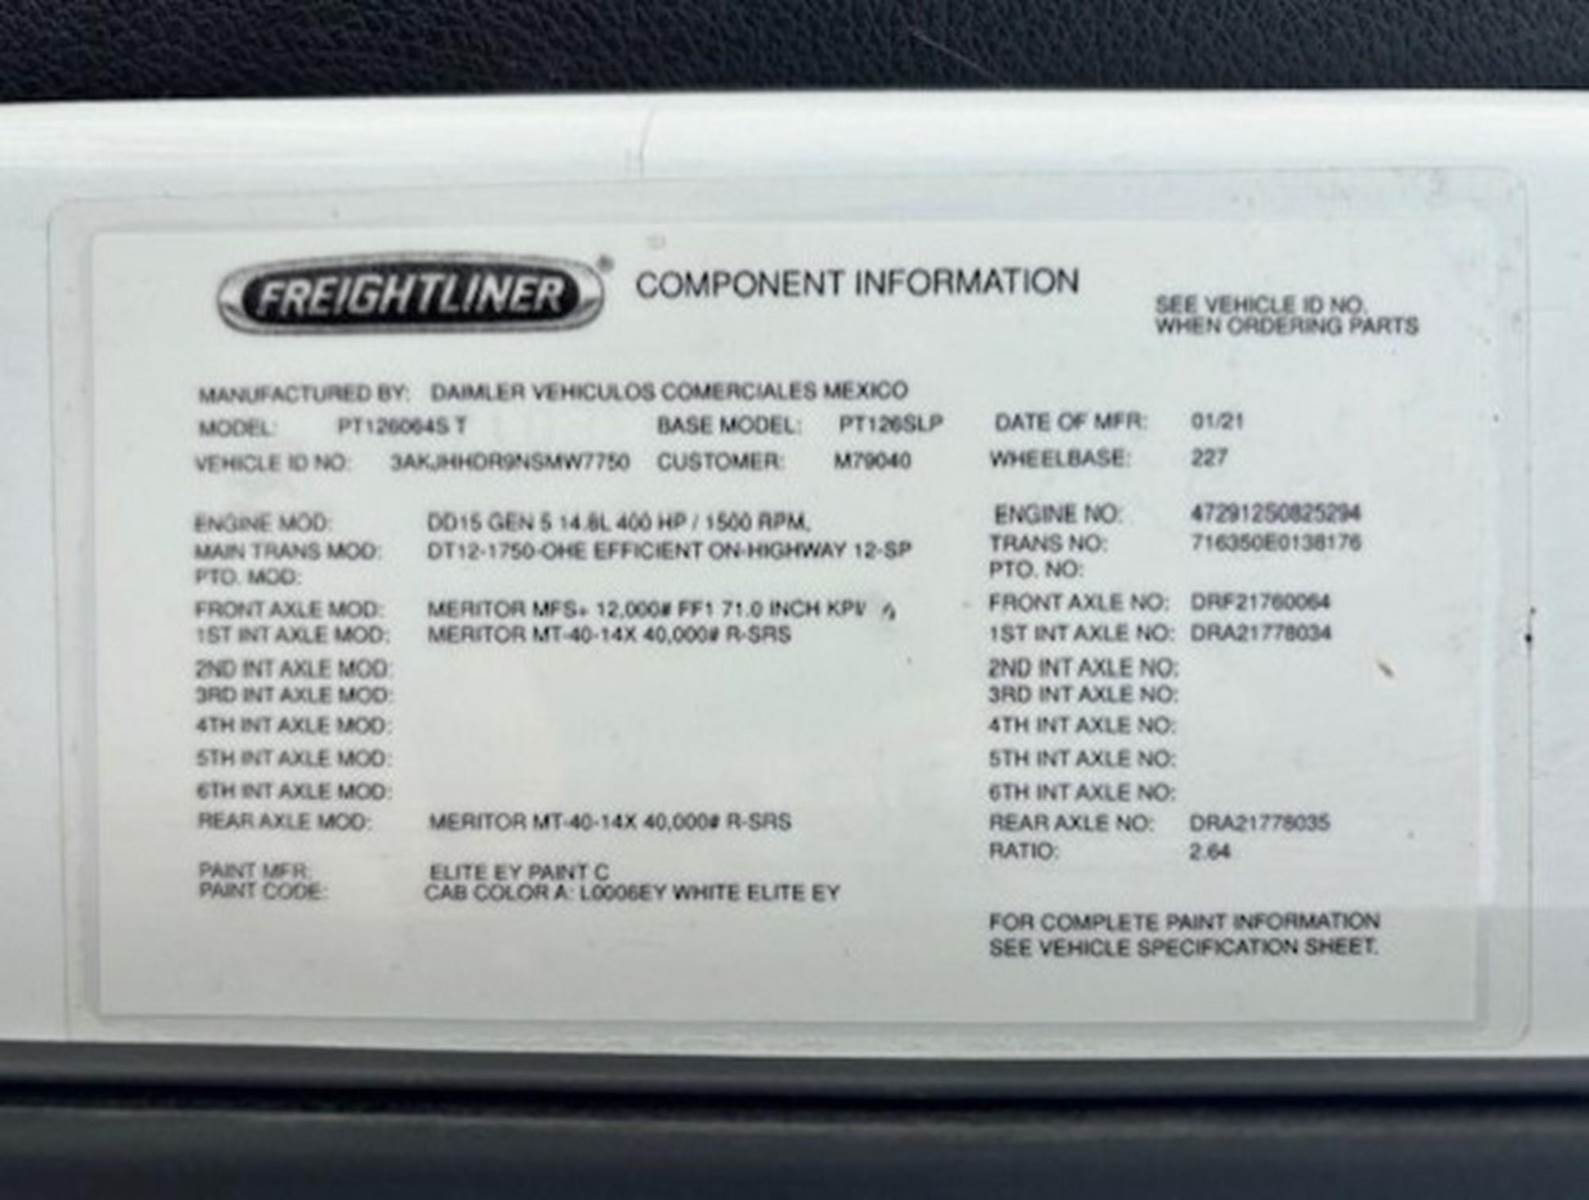 FREIGHTLINER® COMPONENT INFORMATION
SEE VEHICLE ID NO.
WHEN ORDERING PARTS
MANUFACTURED BY: DAIMLER VEHICULOS COMERCIALES MEXICO
MODEL: PT126064S T BASE MODEL: PT126SLP DATE OF MFR: 01/21
VEHICLE ID NO: 3AKJHHDR9NSMW7750 CUSTOMER: M79040 WHEELBASE: 227
ENGINE MOD: DD15 GEN 5 14.8L 400 HP / 1500 RPM, ENGINE NO: 472912S0825294
MAIN TRANS MOD: DT12-1750-OHE EFFICIENT ON-HIGHWAY 12-SP TRANS NO: 716350E0138176
PTO. MOD: PTO. NO:
FRONT AXLE MOD: MERITOR MFS+ 12,000# FF1 71.0 INCH FRONT AXLE NO: DRF21760064
1ST INT AXLE MOD: MERITOR MT-40-14X 40,000# R-SRS 1ST INT AXLE NO: DRA21778034
2ND INT AXLE MOD: 2ND INT AXLE NO:
3RD INT AXLE MOD: 3RD INT AXLE NO:
4TH INT AXLE MOD: 4TH INT AXLE NO:
5TH INT AXLE MOD: 5TH INT AXLE NO:
6TH INT AXLE MOD: 6TH INT AXLE NO:
REAR AXLE MOD: MERITOR MT-40-14X 40,000# R-SRS REAR AXLE NO: DRA21778035
RATIO: 2.64
PAINT MFR: ELITE EY PAINT C
PAINT CODE: CAB COLOR A: L0006EY WHITE ELITE EY
FOR COMPLETE PAINT INFORMATION
SEE VEHICLE SPECIFICATION SHEET.